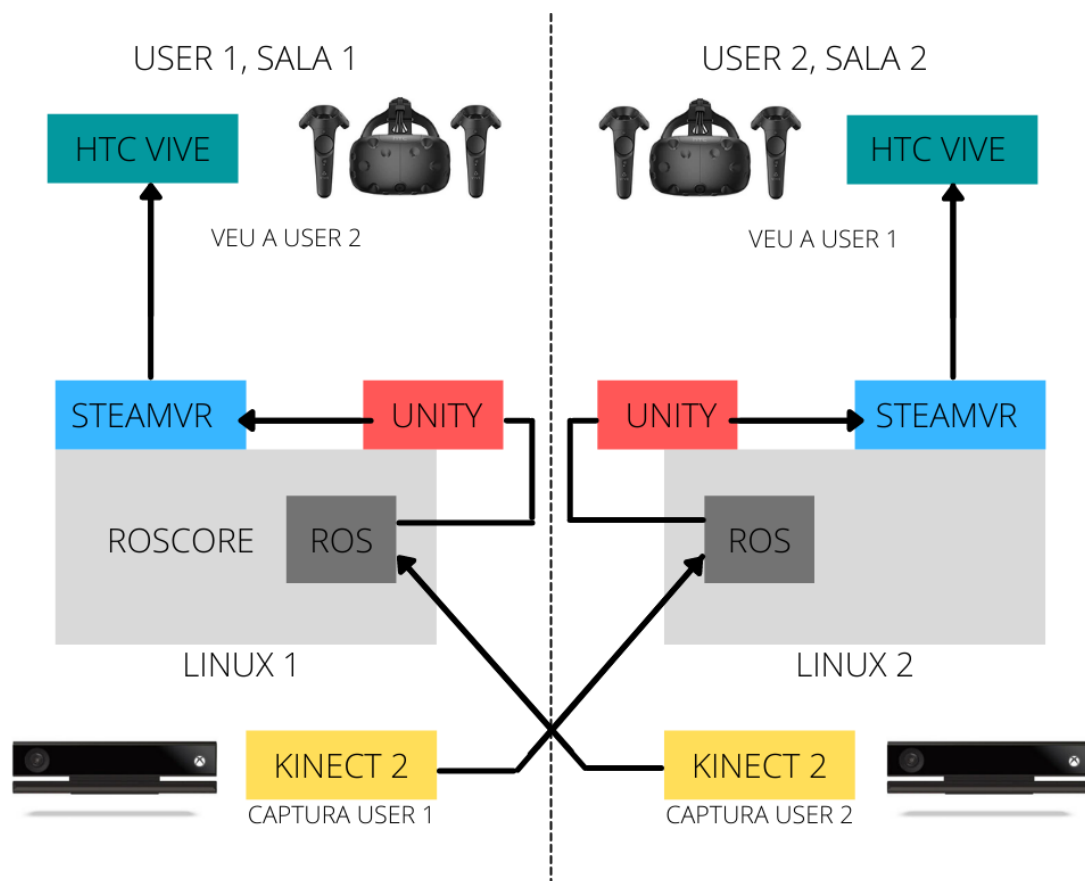 USER 1, SALA 1
USER 2, SALA 2
HTC VIVE
HTC VIVE
VEU A USER 2
VEU A USER 1
STEAMVR
UNITY
UNITY
STEAMVR
ROSCORE
ROS
ROS
LINUX 1
LINUX 2
KINECT 2
KINECT 2
CAPTURA USER 1
CAPTURA USER 2